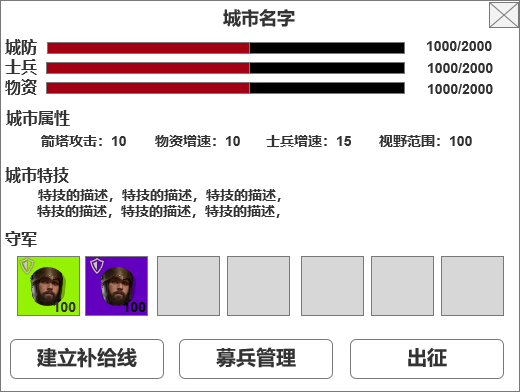 城市名字
城防 1000/2000
士兵 1000/2000
物资 1000/2000
城市属性
箭塔攻击：10 物资增速：10 士兵增速：15 视野范围：100
城市特技
特技的描述，特技的描述，特技的描述，
特技的描述，特技的描述，特技的描述，
守军
100 100
建立补给线 募兵管理 出征